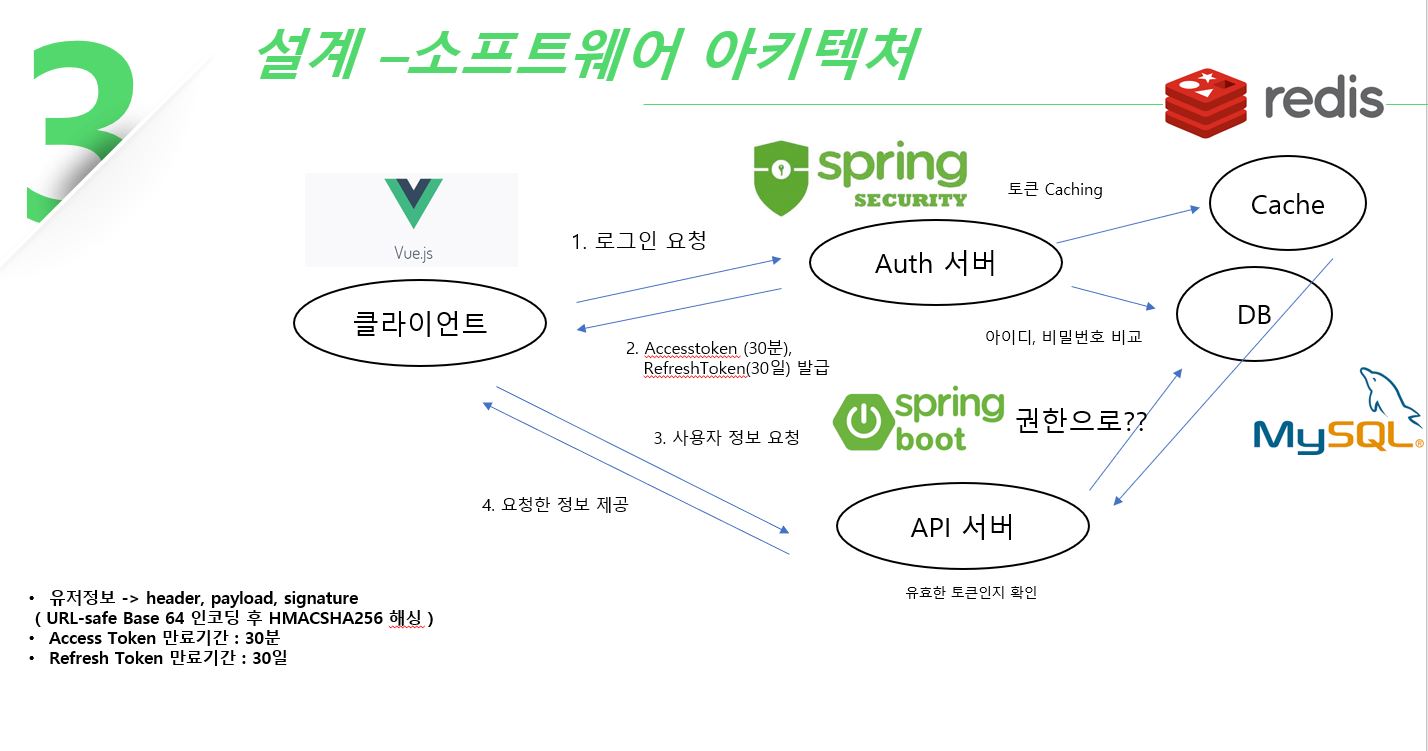 3
설계 –소프트웨어 아키텍처
redis
spring
SECURITY
토큰 Caching
Cache
Vue.js
1. 로그인 요청
Auth 서버
클라이언트
DB
아이디, 비밀번호 비교
2. Accesstoken (30분),
RefreshToken(30일) 발급
spring
boot
권한으로??
MySQL®
3. 사용자 정보 요청
4. 요청한 정보 제공
API 서버
유효한 토큰인지 확인
• 유저정보 -> header, payload, signature
( URL-safe Base 64 인코딩 후 HMACSHA256 해싱 )
• Access Token 만료기간 : 30분
• Refresh Token 만료기간 : 30일